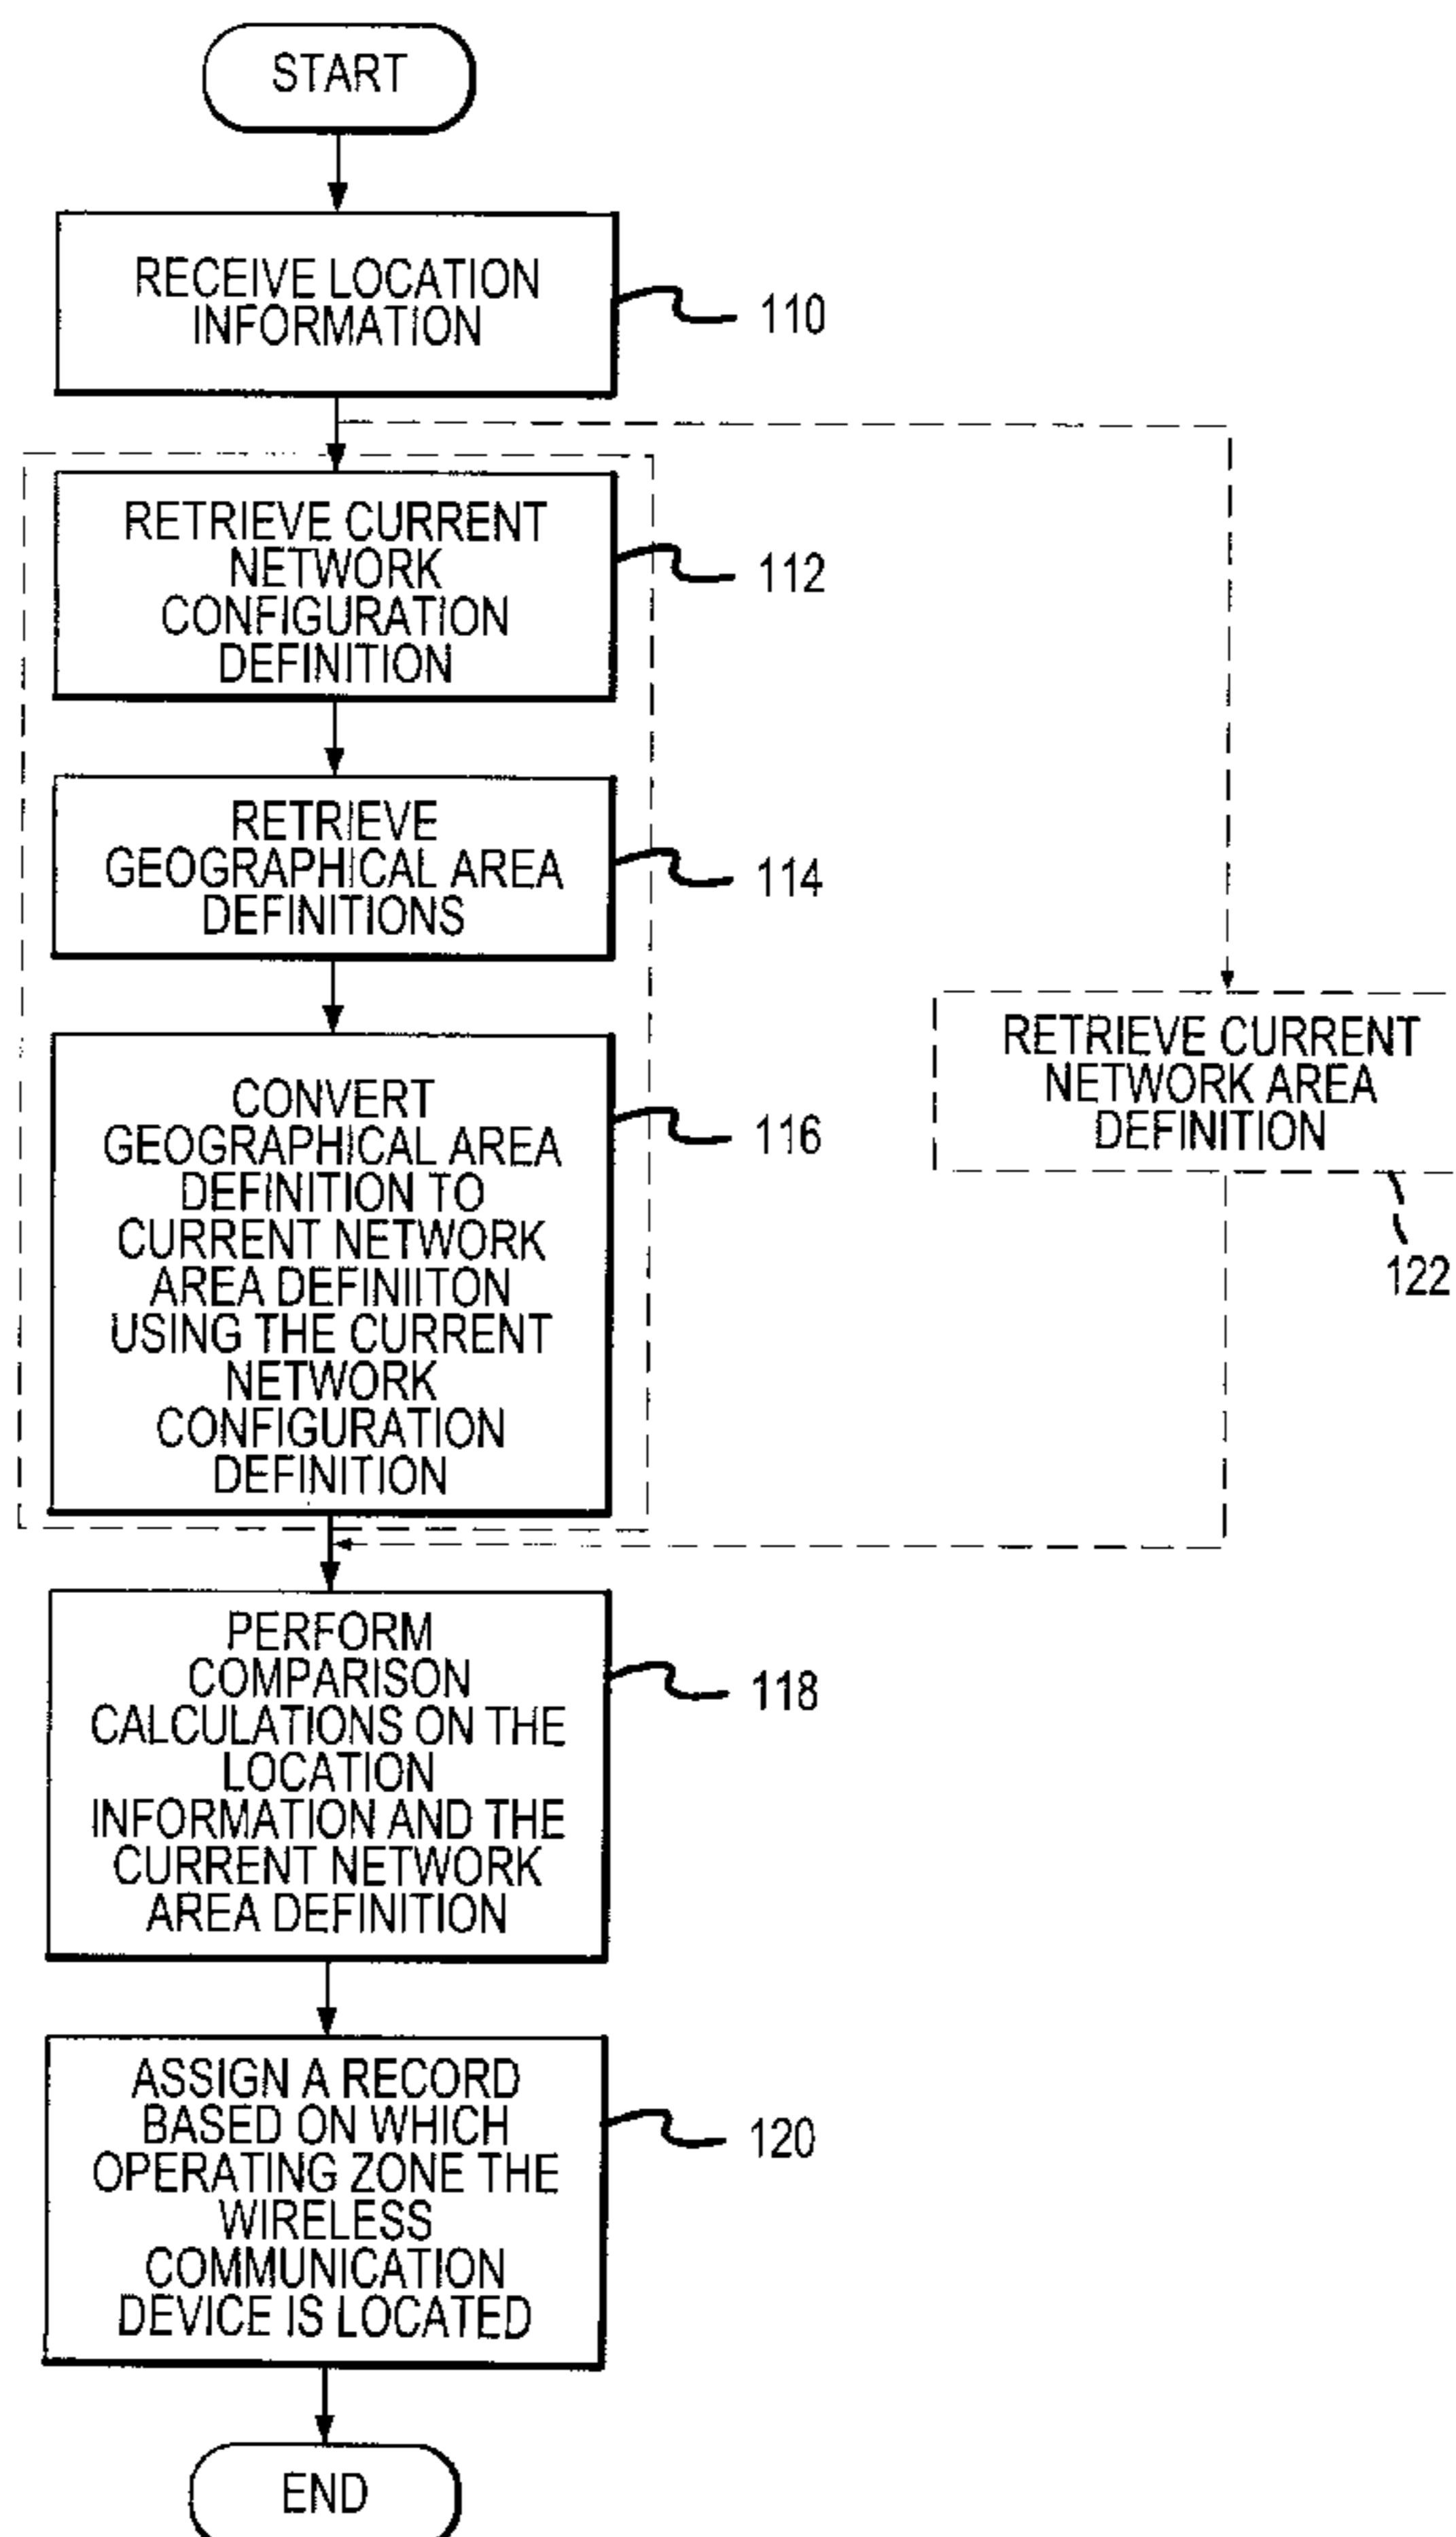 START
RECEIVE LOCATION
INFORMATION
110
RETRIEVE CURRENT
NETWORK
CONFIGURATION
DEFINITION
112
RETRIEVE
GEOGRAPHICAL AREA
DEFINITIONS
114
CONVERT
GEOGRAPHICAL AREA
DEFINITION TO
CURRENT NETWORK
AREA DEFINIITON
USING THE CURRENT
NETWORK
CONFIGURATION
DEFINITION
116
RETRIEVE CURRENT
NETWORK AREA
DEFINITION
122
PERFORM
COMPARISON
CALCULATIONS ON THE
LOCATION
INFORMATION AND THE
CURRENT NETWORK
AREA DEFINITION
118
ASSIGN A RECORD
BASED ON WHICH
OPERATING ZONE THE
WIRELESS
COMMUNICATION
DEVICE IS LOCATED
120
END